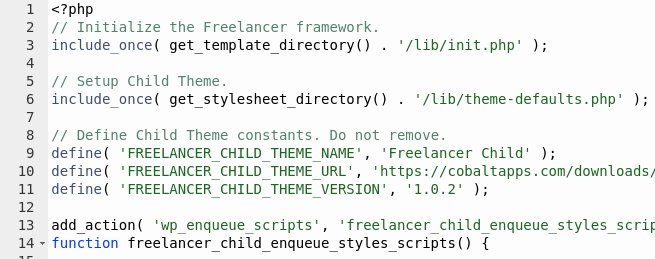 1 <?php
2 // Initialize the Freelancer framework.
3 include_once( get_template_directory() . '/lib/init.php' );
4
5 // Setup Child Theme.
6 include_once( get_stylesheet_directory() . '/lib/theme-defaults.php' );
7
8 // Define Child Theme constants. Do not remove.
9 define( 'FREELANCER_CHILD_THEME_NAME', 'Freelancer Child' );
10 define( 'FREELANCER_CHILD_THEME_URL', 'https://cobaltapps.com/downloads/
11 define( 'FREELANCER_CHILD_THEME_VERSION', '1.0.2' );
12
13 add_action( 'wp_enqueue_scripts', 'freelancer_child_enqueue_styles_scrip
14 function freelancer_child_enqueue_styles_scripts() {